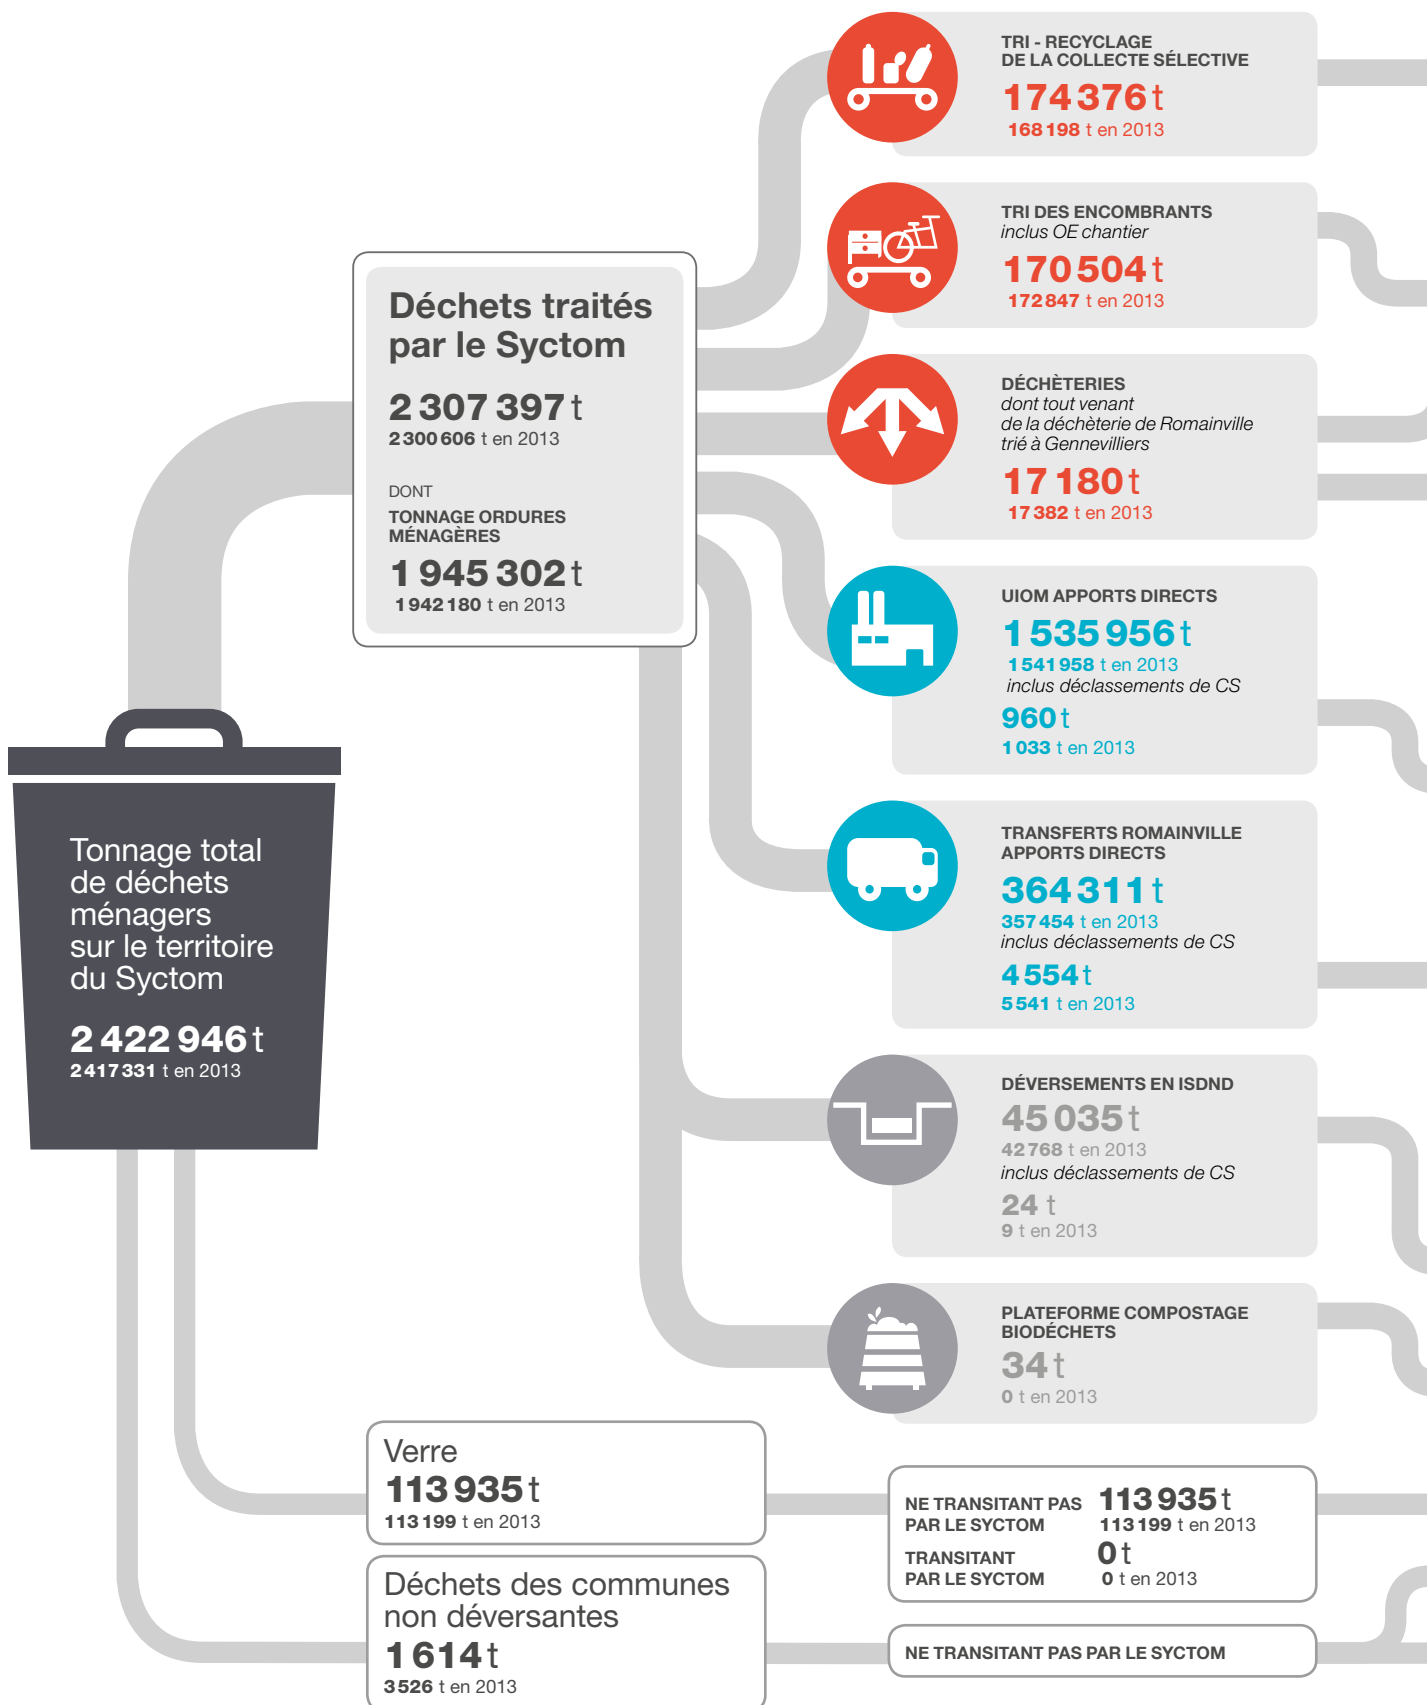 Tonnage total
de déchets
ménagers
sur le territoire
du Syctom
2 422 946 t
2 417 331 t en 2013
Déchets traités
par le Syctom
2 307 397 t
2 300 606 t en 2013
DONT
TONNAGE ORDURES
MÉNAGÈRES
1 945 302 t
1 942 180 t en 2013
TRI - RECYCLAGE
DE LA COLLECTE SÉLECTIVE
174 376 t
168 198 t en 2013
TRI DES ENCOMBRANTS
inclus OE chantier
170 504 t
172 847 t en 2013
DÉCHÈTERIES
dont tout venant
de la déchèterie de Romainville
trié à Gennevilliers
17 180 t
17 382 t en 2013
UIOM APPORTS DIRECTS
1 535 956 t
1 541 958 t en 2013
inclus déclassements de CS
960 t
1 033 t en 2013
TRANSFERTS ROMAINVILLE
APPORTS DIRECTS
364 311 t
357 454 t en 2013
inclus déclassements de CS
4 554 t
5 541 t en 2013
DÉVERSEMENTS EN ISDND
45 035 t
42 768 t en 2013
inclus déclassements de CS
24 t
9 t en 2013
PLATEFORME COMPOSTAGE
BIODÉCHETS
34 t
0 t en 2013
Verre
113 935 t
113 199 t en 2013
NE TRANSITANT PAS
PAR LE SYCTOM
113 935 t
113 199 t en 2013
TRANSITANT
PAR LE SYCTOM
0 t
0 t en 2013
Déchets des communes
non déversantes
1 614 t
3 526 t en 2013
NE TRANSITANT PAS PAR LE SYCTOM